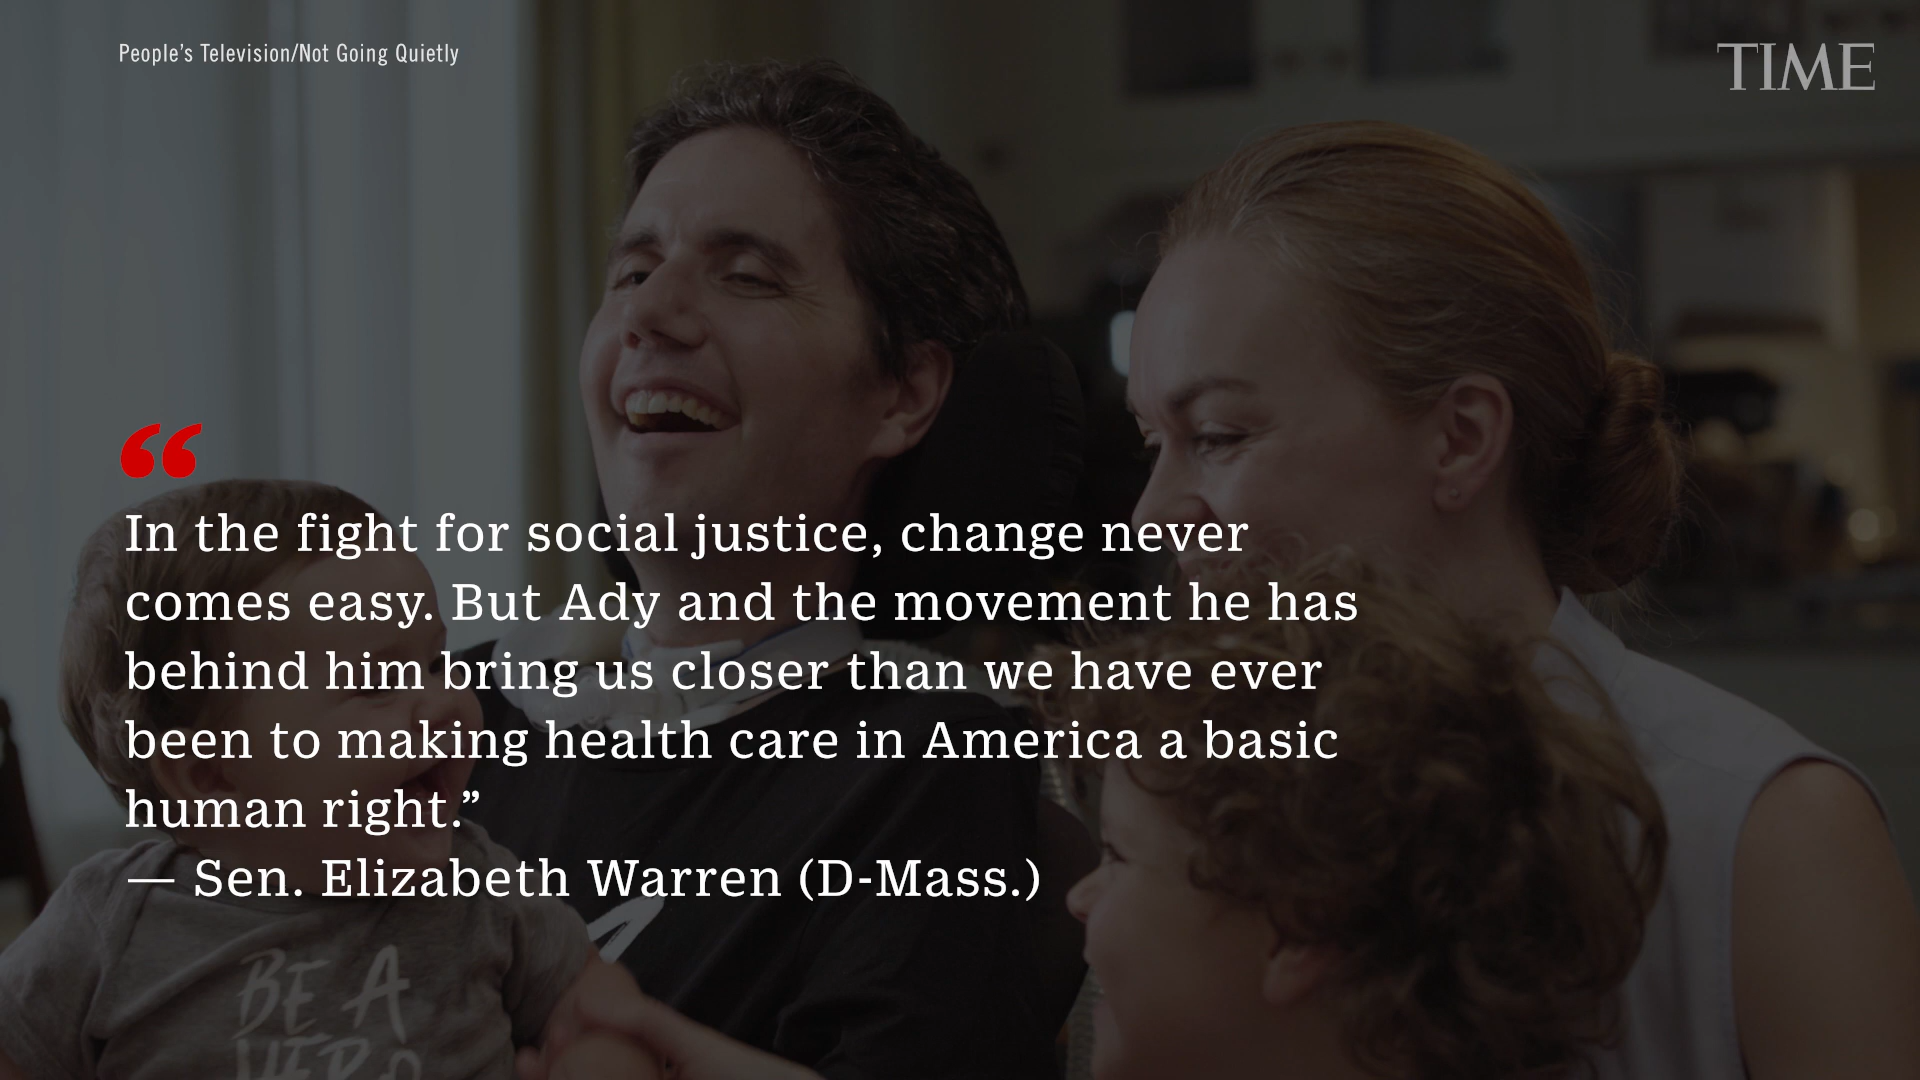 People's Television/Not Going Quietly
TIME
“
In the fight for social justice, change never
comes easy. But Ady and the movement he has
behind him bring us closer than we have ever
been to making health care in America a basic
human right.”
— Sen. Elizabeth Warren (D-Mass.)
BE A
HERO